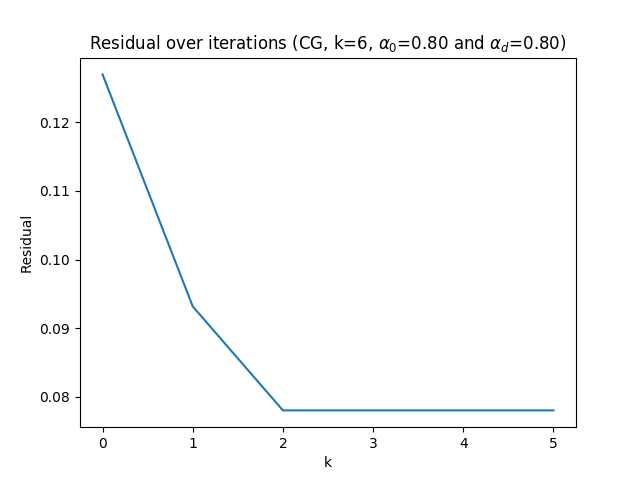 Residual over iterations (CG, k=6, α₀=0.80 and α_d=0.80)
0.12
0.11
0.10
0.09
0.08
Residual
0 1 2 3 4 5
k